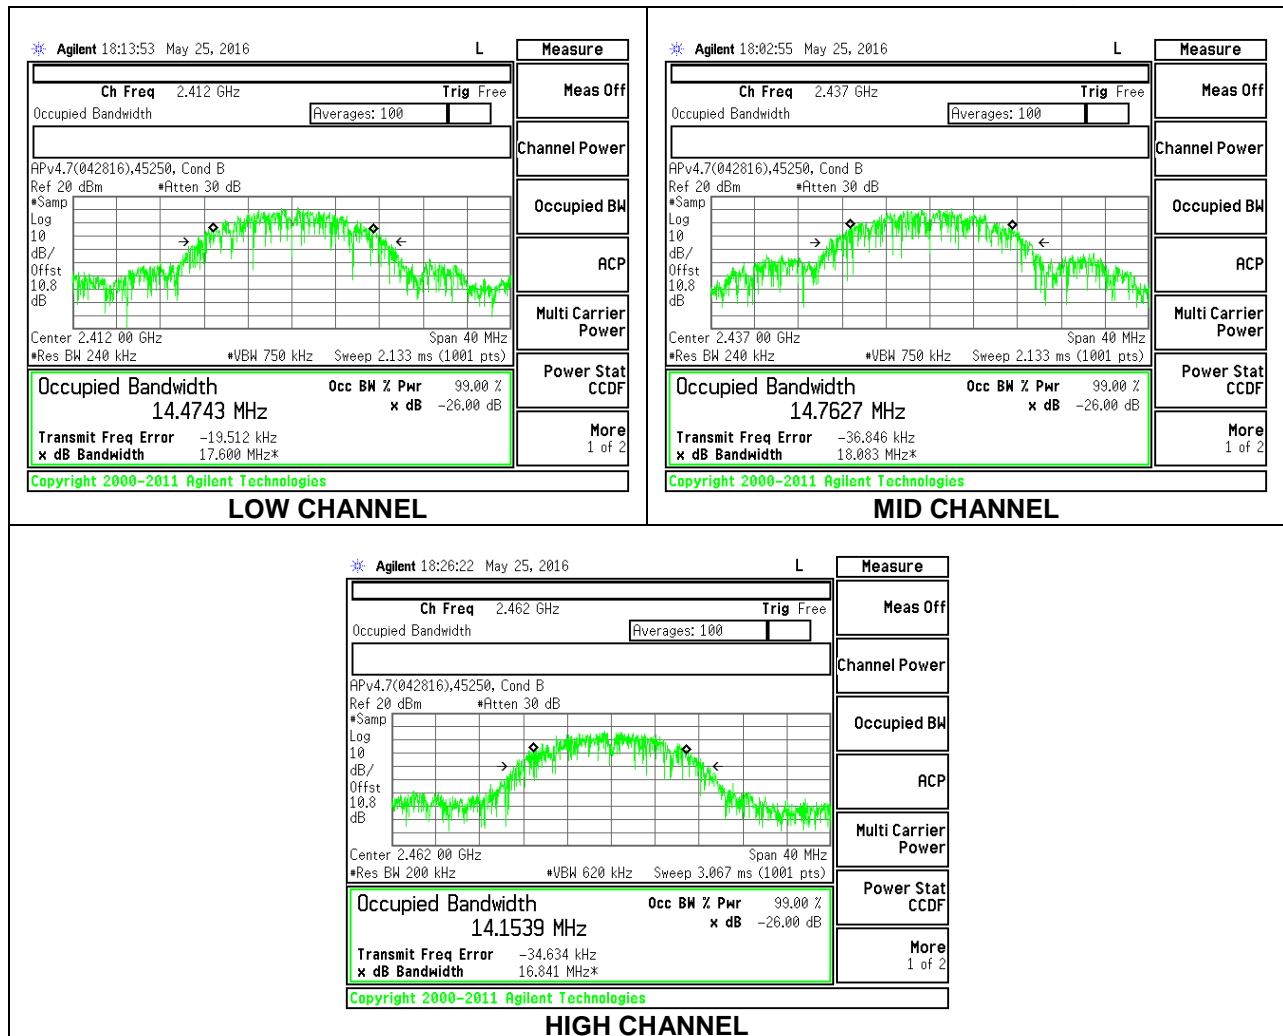 Agilent 18:13:53 May 25, 2016 L Measure
Ch Freq 2.412 GHz Trig Free
Meas Off
Occupied Bandwidth Averages: 100
Channel Power
APv4.7(042816),45250, Cond B
Ref 20 dBm #Atten 30 dB
#Samp
Log
10
dB/
Offst
10.8
dB
Occupied BW
ACP
Multi Carrier
Power
Center 2.412 00 GHz Span 40 MHz
#Res BW 240 kHz #VBW 750 kHz Sweep 2.133 ms (1001 pts)
Power Stat
CCDF
Occupied Bandwidth Occ BW % Pwr 99.00 %
14.4743 MHz x dB -26.00 dB
Transmit Freq Error -19.512 kHz
x dB Bandwidth 17.600 MHz*
More
1 of 2
Copyright 2000-2011 Agilent Technologies
LOW CHANNEL
Agilent 18:02:55 May 25, 2016 L Measure
Ch Freq 2.437 GHz Trig Free
Meas Off
Occupied Bandwidth Averages: 100
Channel Power
APv4.7(042816),45250, Cond B
Ref 20 dBm #Atten 30 dB
#Samp
Log
10
dB/
Offst
10.8
dB
Occupied BW
ACP
Multi Carrier
Power
Center 2.437 00 GHz Span 40 MHz
#Res BW 240 kHz #VBW 750 kHz Sweep 2.133 ms (1001 pts)
Power Stat
CCDF
Occupied Bandwidth Occ BW % Pwr 99.00 %
14.7627 MHz x dB -26.00 dB
Transmit Freq Error -36.846 kHz
x dB Bandwidth 18.083 MHz*
More
1 of 2
Copyright 2000-2011 Agilent Technologies
MID CHANNEL
Agilent 18:26:22 May 25, 2016 L Measure
Ch Freq 2.462 GHz Trig Free
Meas Off
Occupied Bandwidth Averages: 100
Channel Power
APv4.7(042816),45250, Cond B
Ref 20 dBm #Atten 30 dB
#Samp
Log
10
dB/
Offst
10.8
dB
Occupied BW
ACP
Multi Carrier
Power
Center 2.462 00 GHz Span 40 MHz
#Res BW 200 kHz #VBW 620 kHz Sweep 3.067 ms (1001 pts)
Power Stat
CCDF
Occupied Bandwidth Occ BW % Pwr 99.00 %
14.1539 MHz x dB -26.00 dB
Transmit Freq Error -34.634 kHz
x dB Bandwidth 16.841 MHz*
More
1 of 2
Copyright 2000-2011 Agilent Technologies
HIGH CHANNEL